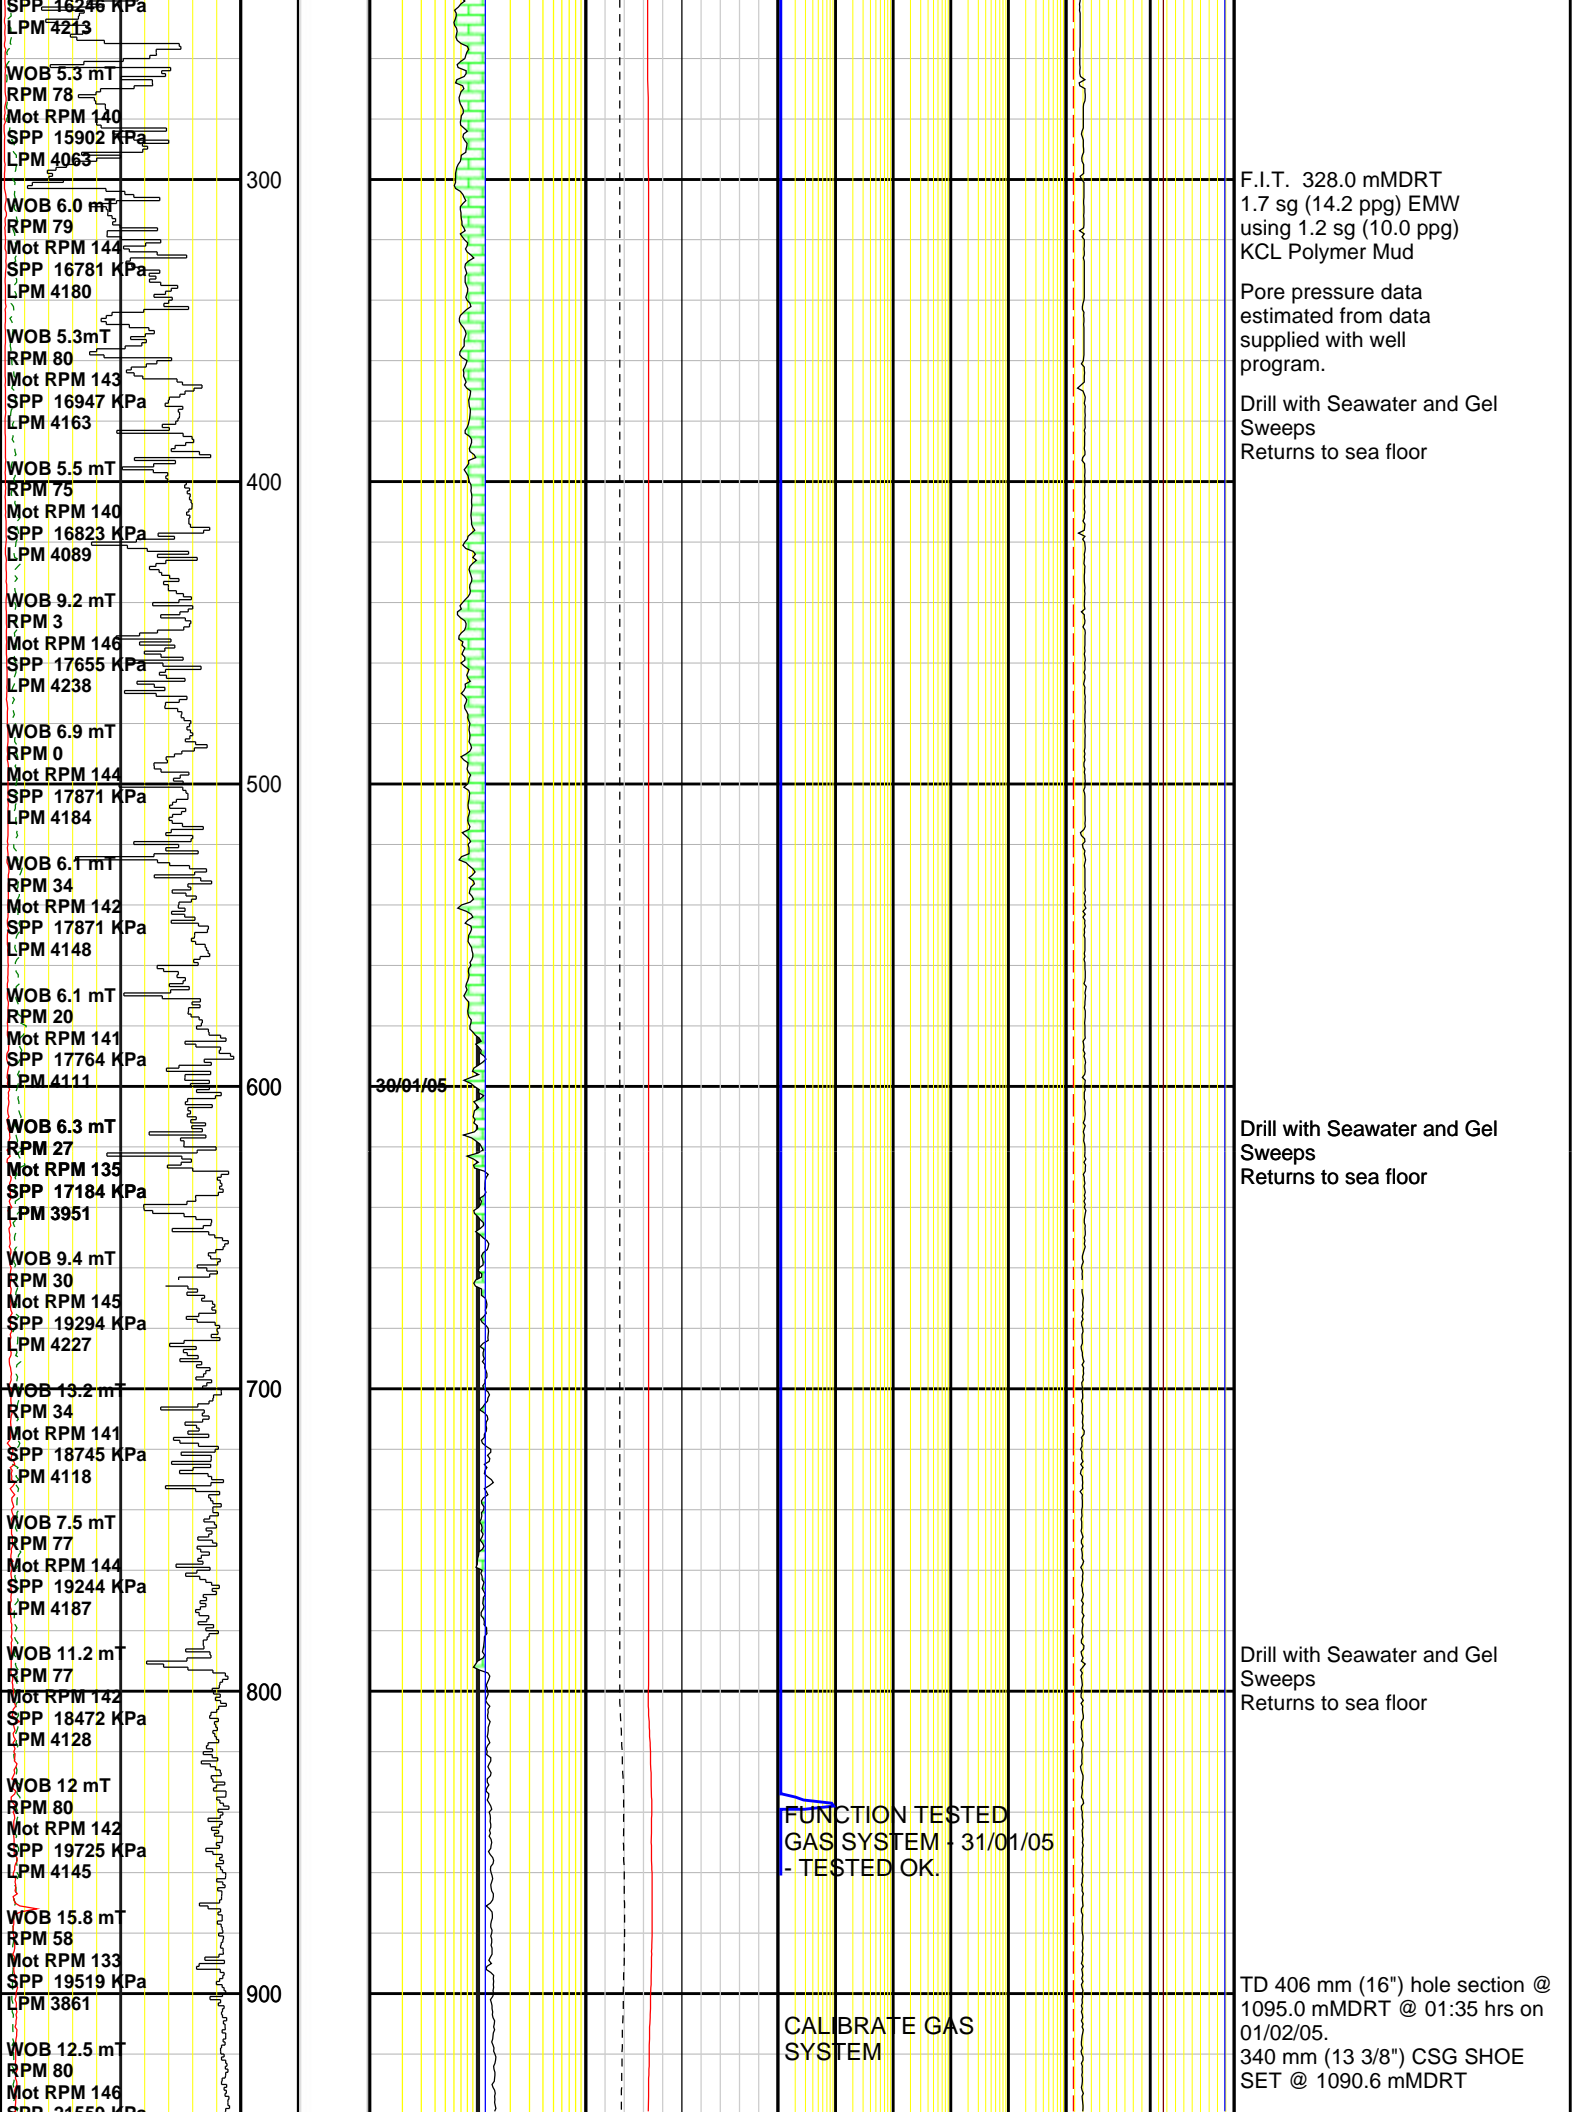 SPP 16246 KPa
LPM 4213
WOB 5.3 mT
RPM 78
Mot RPM 140
SPP 15902 KPa
LPM 4063
300
WOB 6.0 mT
RPM 79
Mot RPM 144
SPP 16781 KPa
LPM 4180
WOB 5.3mT
RPM 80
Mot RPM 143
SPP 16947 KPa
LPM 4163
WOB 5.5 mT
400
RPM 75
Mot RPM 140
SPP 16823 KPa
LPM 4089
WOB 9.2 mT
RPM 3
Mot RPM 146
SPP 17655 KPa
LPM 4238
WOB 6.9 mT
RPM 0
Mot RPM 144
500
SPP 17871 KPa
LPM 4184
WOB 6.1 mT
RPM 34
Mot RPM 142
SPP 17871 KPa
LPM 4148
WOB 6.1 mT
RPM 20
Mot RPM 141
SPP 17764 KPa
LPM 4111
600
30/01/05
WOB 6.3 mT
RPM 27
Mot RPM 135
SPP 17184 KPa
LPM 3951
WOB 9.4 mT
RPM 30
Mot RPM 145
SPP 19294 KPa
LPM 4227
WOB 13.2 mT
700
RPM 34
Mot RPM 141
SPP 18745 KPa
LPM 4118
WOB 7.5 mT
RPM 77
Mot RPM 144
SPP 19244 KPa
LPM 4187
WOB 11.2 mT
RPM 77
Mot RPM 142
800
SPP 18472 KPa
LPM 4128
WOB 12 mT
RPM 80
Mot RPM 142
SPP 19725 KPa
LPM 4145
WOB 15.8 mT
RPM 58
Mot RPM 133
SPP 19519 KPa
LPM 3861
900
WOB 12.5 mT
RPM 80
Mot RPM 146
SPP 21559 KPa
FUNCTION TESTED
GAS SYSTEM - 31/01/05
- TESTED OK.
CALIBRATE GAS
SYSTEM
F.I.T. 328.0 mMDRT
1.7 sg (14.2 ppg) EMW
using 1.2 sg (10.0 ppg)
KCL Polymer Mud
Pore pressure data
estimated from data
supplied with well
program.
Drill with Seawater and Gel
Sweeps
Returns to sea floor
Drill with Seawater and Gel
Sweeps
Returns to sea floor
Drill with Seawater and Gel
Sweeps
Returns to sea floor
TD 406 mm (16") hole section @
1095.0 mMDRT @ 01:35 hrs on
01/02/05.
340 mm (13 3/8") CSG SHOE
SET @ 1090.6 mMDRT